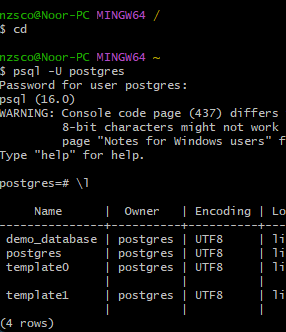 nzsco@Noor-PC MINGW64 /
$ cd
nzsco@Noor-PC MINGW64 ~
$ psql -U postgres
Password for user postgres:
psql (16.0)
WARNING: Console code page (437) differs
8-bit characters might not work
page "Notes for Windows users" f
Type "help" for help.
postgres=# \l
Name | Owner | Encoding | Lo
---------------+----------+----------+---
demo_database | postgres | UTF8 | li
postgres | postgres | UTF8 | li
template0 | postgres | UTF8 | li
| | |
template1 | postgres | UTF8 | li
| | |
(4 rows)